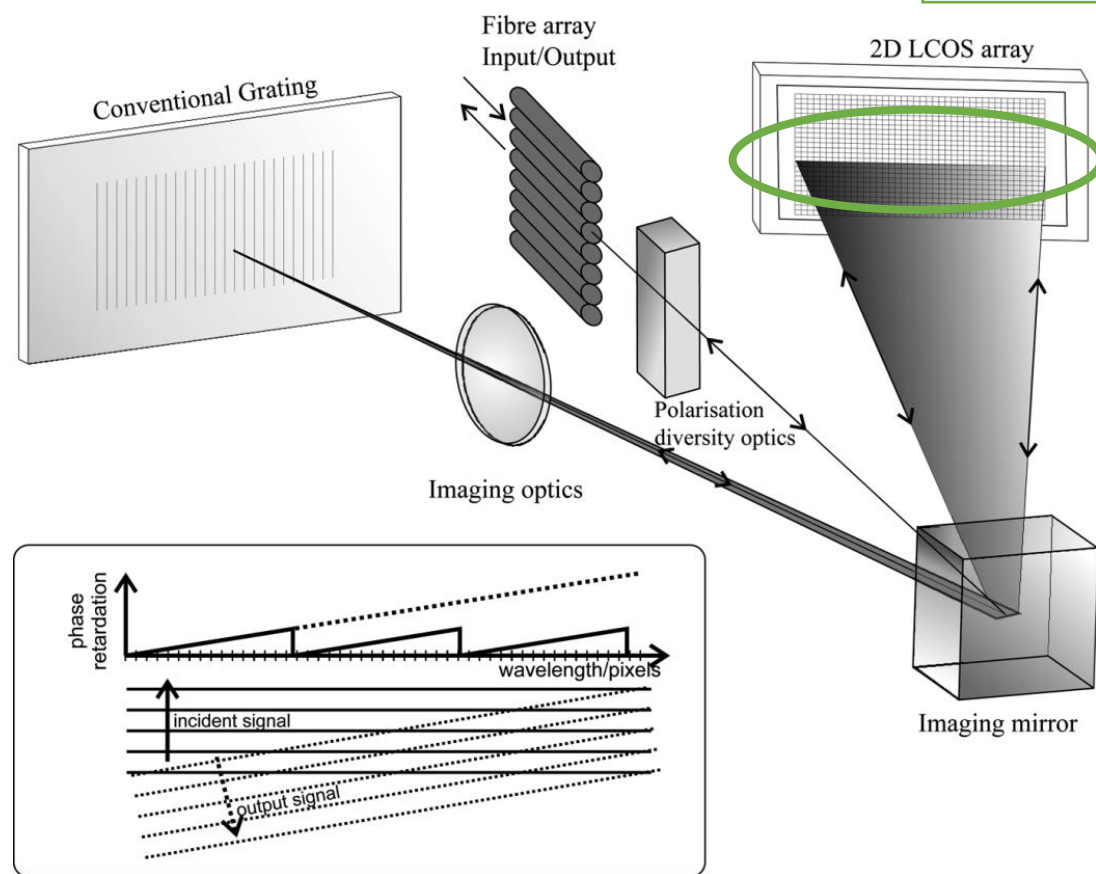 Fibre array
Input/Output
2D LCOS array
Conventional Grating
Polarisation
diversity optics
Imaging optics
Imaging mirror
phase
retardation
wavelength/pixels
incident signal
output signal